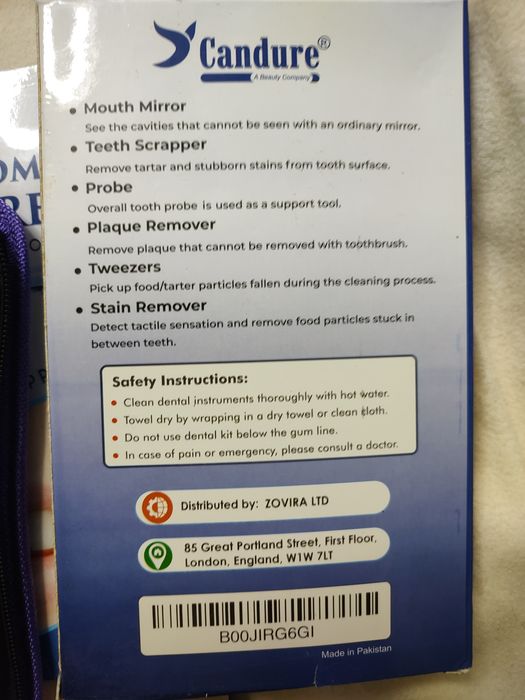 Candure®
A Beauty Company
• Mouth Mirror
See the cavities that cannot be seen with an ordinary mirror.
• Teeth Scrapper
Remove tartar and stubborn stains from tooth surface.
• Probe
Overall tooth probe is used as a support tool.
• Plaque Remover
Remove plaque that cannot be removed with toothbrush.
• Tweezers
Pick up food/tarter particles fallen during the cleaning process.
• Stain Remover
Detect tactile sensation and remove food particles stuck in
between teeth.
Safety Instructions:
• Clean dental instruments thoroughly with hot water.
• Towel dry by wrapping in a dry towel or clean cloth.
• Do not use dental kit below the gum line.
• In case of pain or emergency, please consult a doctor.
Distributed by: ZOVIRA LTD
85 Great Portland Street, First Floor,
London, England, W1W 7LT
B00JIRG6GI
Made in Pakistan